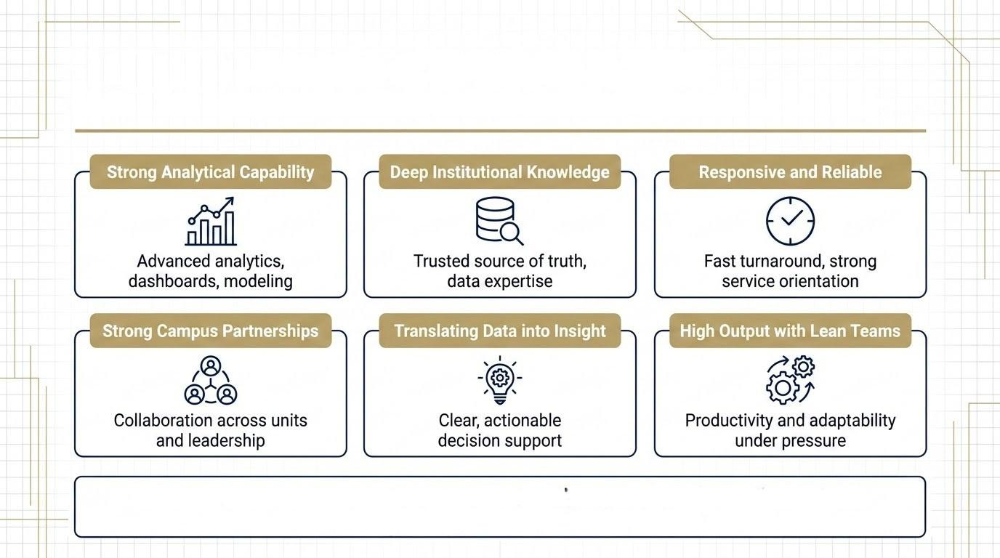 Strong Analytical Capability
Advanced analytics,
dashboards, modeling
Deep Institutional Knowledge
Trusted source of truth,
data expertise
Responsive and Reliable
Fast turnaround, strong
service orientation
Strong Campus Partnerships
Collaboration across units
and leadership
Translating Data into Insight
Clear, actionable
decision support
High Output with Lean Teams
Productivity and adaptability
under pressure